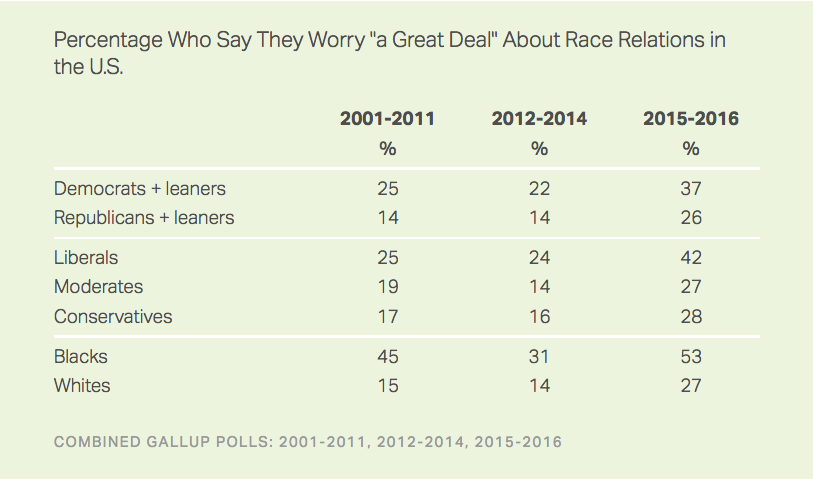 Percentage Who Say They Worry "a Great Deal" About Race Relations in
the U.S.
2001-2011 2012-2014 2015-2016
% % %
Democrats + leaners 25 22 37
Republicans + leaners 14 14 26
Liberals 25 24 42
Moderates 19 14 27
Conservatives 17 16 28
Blacks 45 31 53
Whites 15 14 27
COMBINED GALLUP POLLS: 2001-2011, 2012-2014, 2015-2016